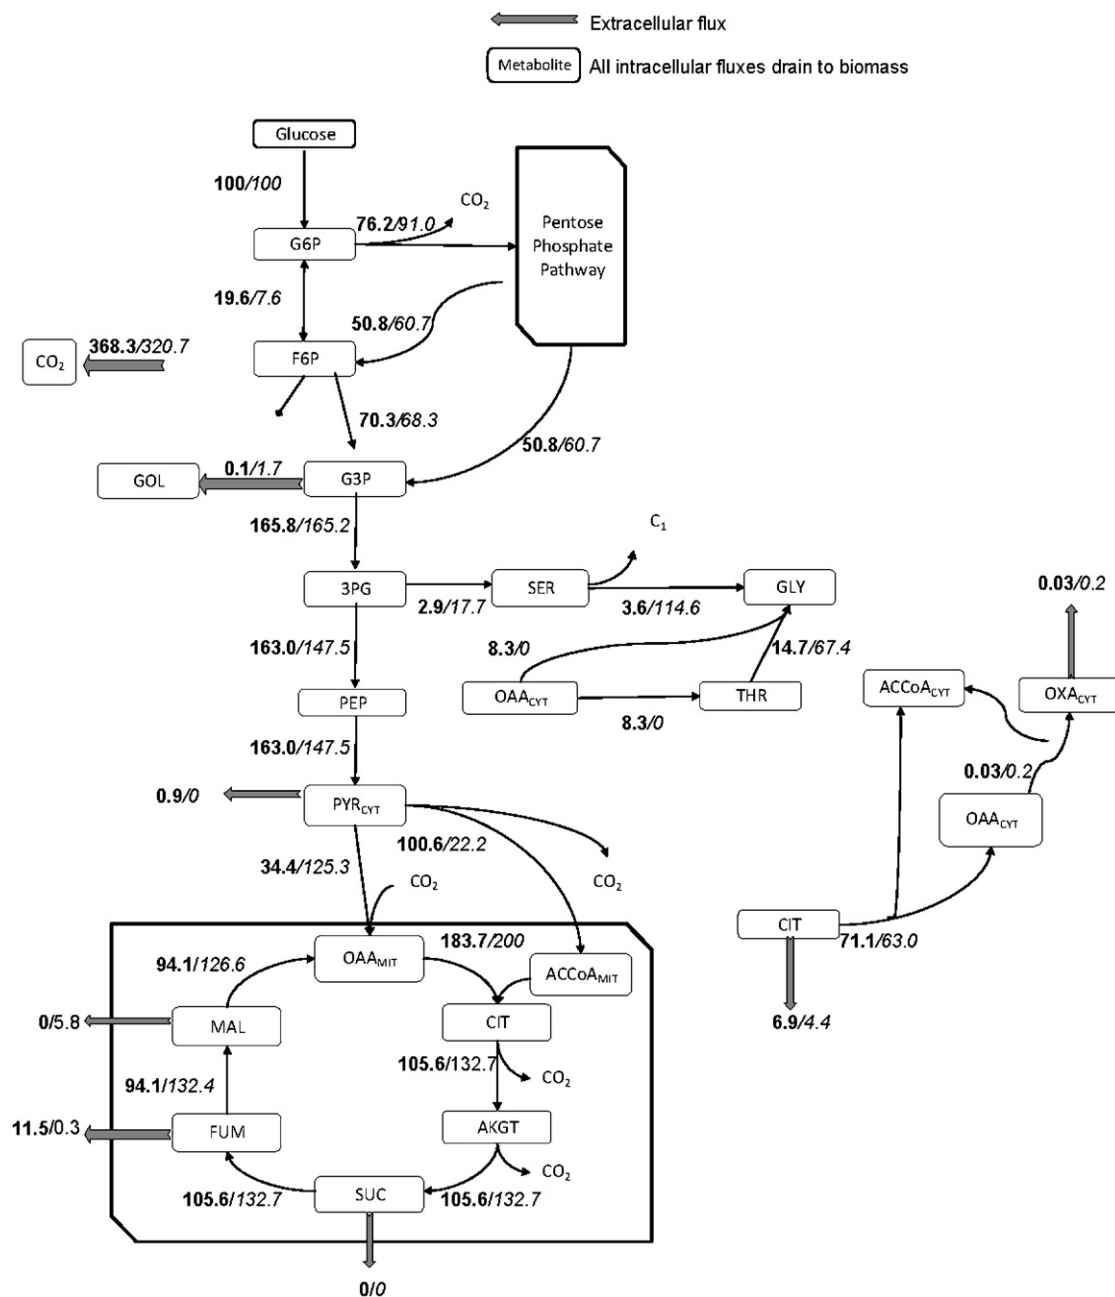 Extracellular flux
Metabolite All intracellular fluxes drain to biomass
Glucose
100/100
CO₂
76.2/91.0
G6P
Pentose
Phosphate
Pathway
19.6/7.6
50.8/60.7
368.3/320.7
CO₂
F6P
70.3/68.3
50.8/60.7
0.1/1.7
GOL
G3P
165.8/165.2
C₁
3PG
SER
GLY
2.9/17.7
3.6/114.6
0.03/0.2
163.0/147.5
8.3/0
14.7/67.4
OAA_CYT
THR
ACCoA_CYT
OXA_CYT
PEP
8.3/0
163.0/147.5
0.03/0.2
0.9/0
PYR_CYT
OAA_CYT
100.6/22.2
34.4/125.3
CO₂
CO₂
CIT
71.1/63.0
183.7/200
OAA_MIT
94.1/126.6
ACCoA_MIT
6.9/4.4
0/5.8
MAL
CIT
105.6/132.7
CO₂
94.1/132.4
11.5/0.3
FUM
AKGT
CO₂
105.6/132.7
SUC
105.6/132.7
0/0